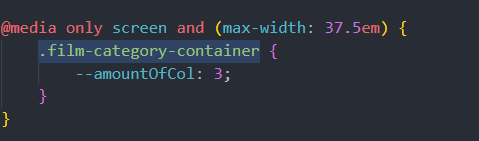 @media only screen and (max-width: 37.5em) {
    .film-category-container {
        --amountOfCol: 3;
    }
}